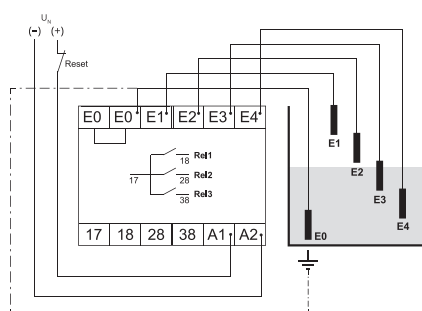 UN
(-) (+)
Reset
E0 E0 E1 E2 E3 E4
18 Rel1
17 28 Rel2
38 Rel3
17 18 28 38 A1 A2
E1
E2
E3
E4
E0